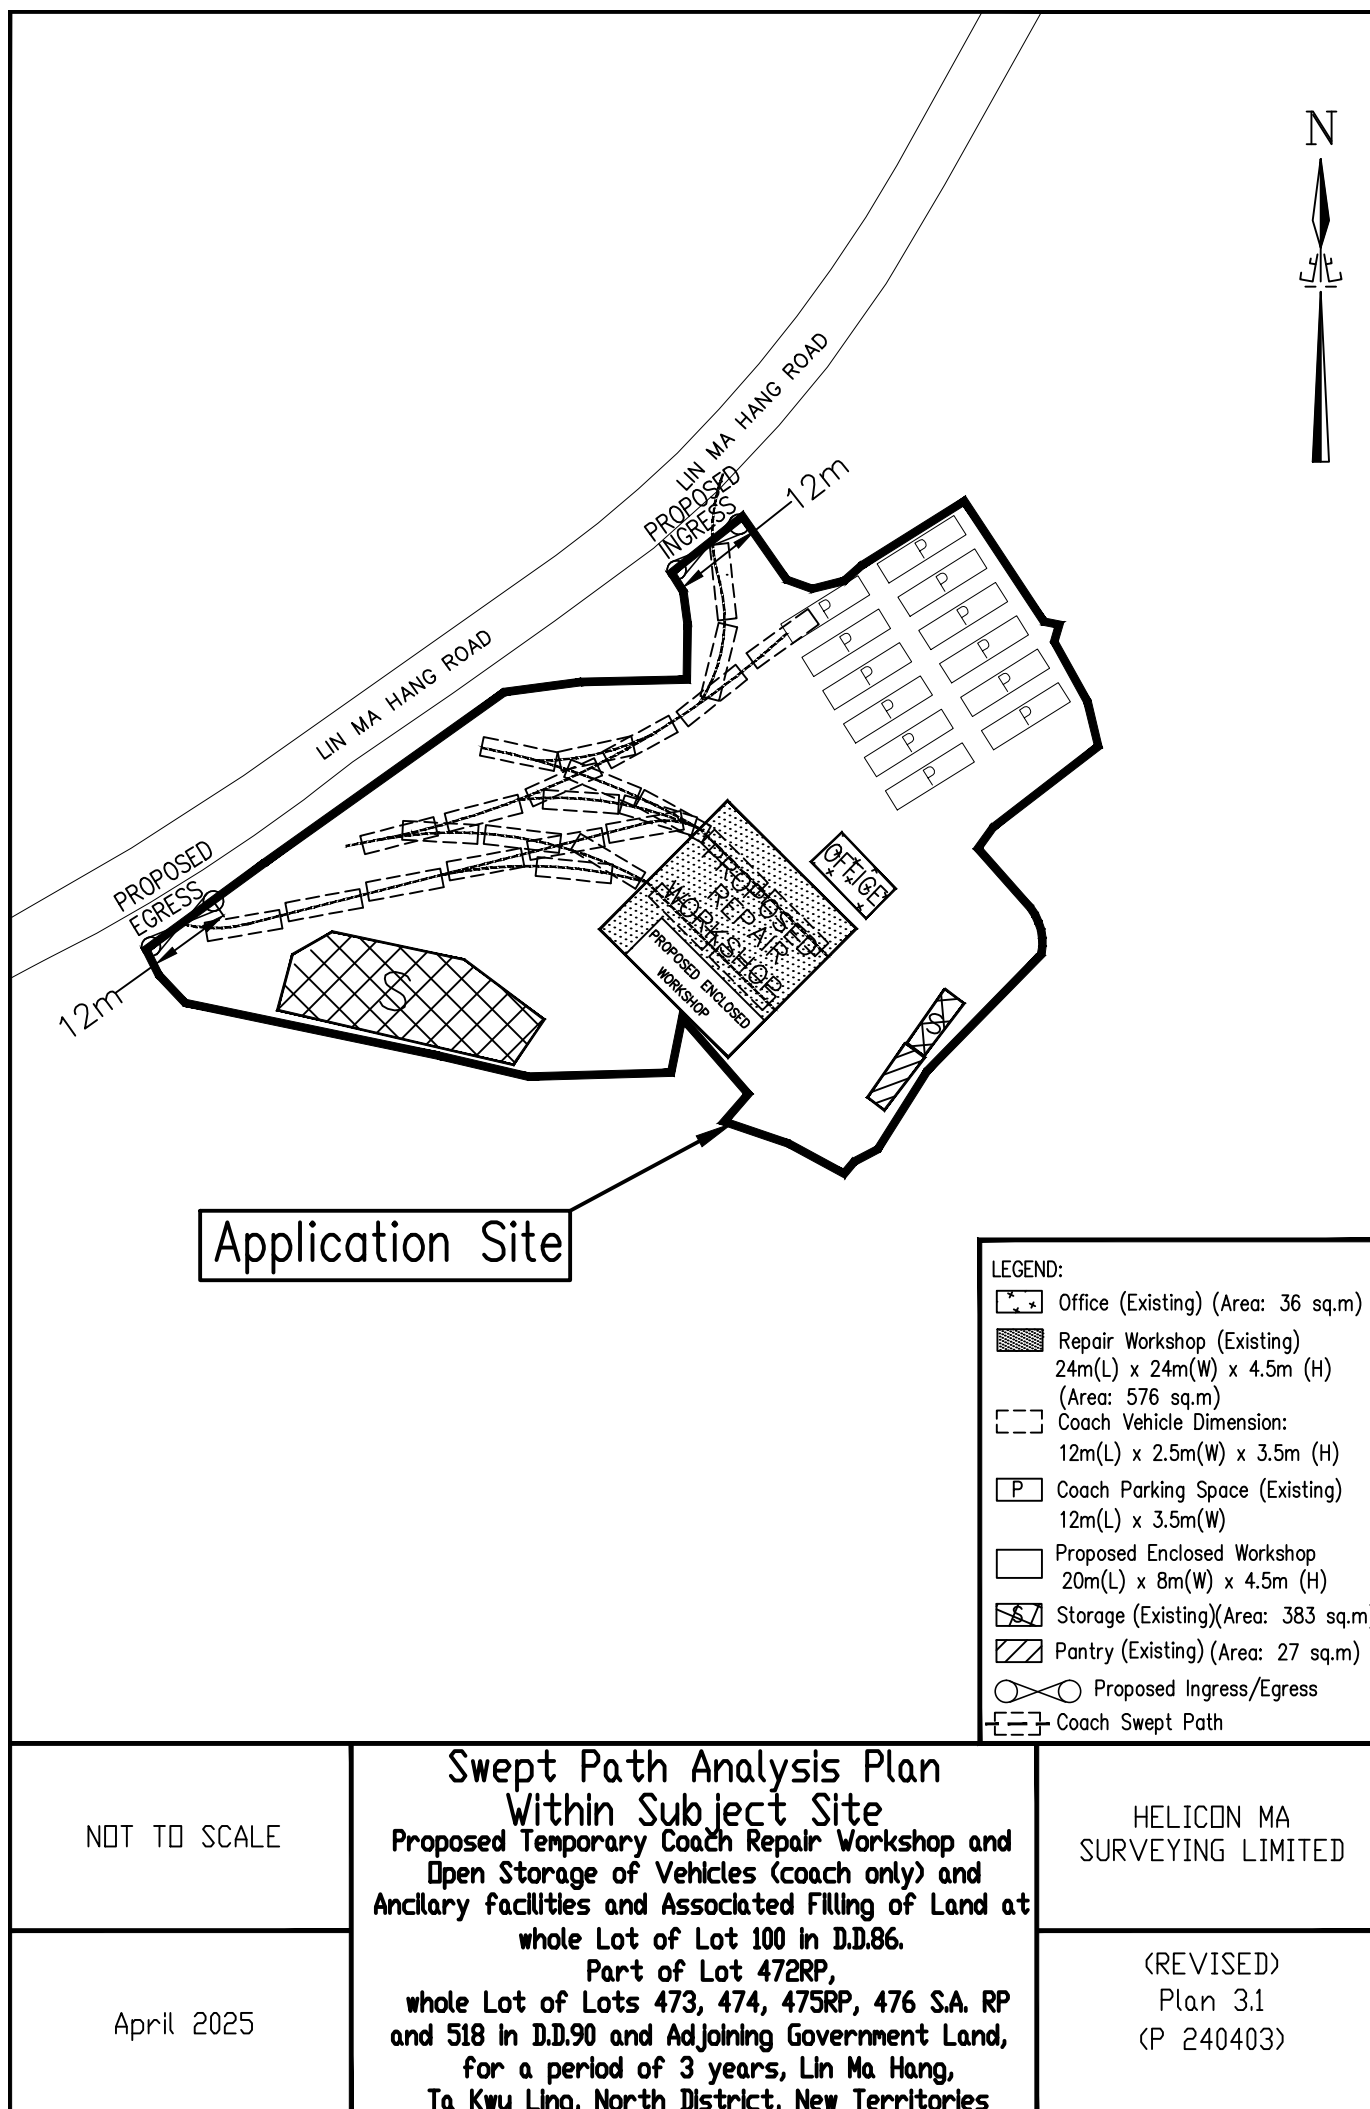 N
LIN MA HANG ROAD
PROPOSED
INGRESS
12m
P
P
P
P
P
P
P
P
P
P
P
P
LIN MA HANG ROAD
PROPOSED
EGRESS
12m
OFFICE
PROPOSED
REPAIR
WORKSHOP
PROPOSED ENCLOSED
WORKSHOP
S
S
Application Site
LEGEND:
Office (Existing) (Area: 36 sq.m)
Repair Workshop (Existing)
24m(L) x 24m(W) x 4.5m (H)
(Area: 576 sq.m)
Coach Vehicle Dimension:
12m(L) x 2.5m(W) x 3.5m (H)
P Coach Parking Space (Existing)
12m(L) x 3.5m(W)
Proposed Enclosed Workshop
20m(L) x 8m(W) x 4.5m (H)
S Storage (Existing)(Area: 383 sq.m)
Pantry (Existing) (Area: 27 sq.m)
Proposed Ingress/Egress
Coach Swept Path
NOT TO SCALE
April 2025
Swept Path Analysis Plan
Within Subject Site
Proposed Temporary Coach Repair Workshop and
Open Storage of Vehicles (coach only) and
Ancilary facilities and Associated Filling of Land at
whole Lot of Lot 100 in D.D.86.
Part of Lot 472RP,
whole Lot of Lots 473, 474, 475RP, 476 S.A. RP
and 518 in D.D.90 and Adjoining Government Land,
for a period of 3 years, Lin Ma Hang,
Ta Kwu Ling, North District, New Territories
HELICON MA
SURVEYING LIMITED
(REVISED)
Plan 3.1
(P 240403)